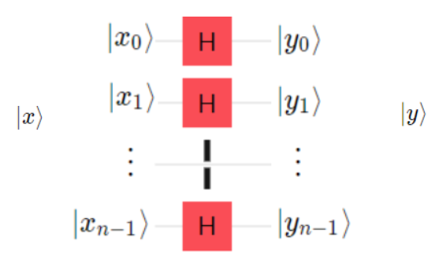 |x₀⟩ H |y₀⟩
|x₁⟩ H |y₁⟩
|x⟩ |y⟩
⋮ ⋮
|xₙ₋₁⟩ H |yₙ₋₁⟩